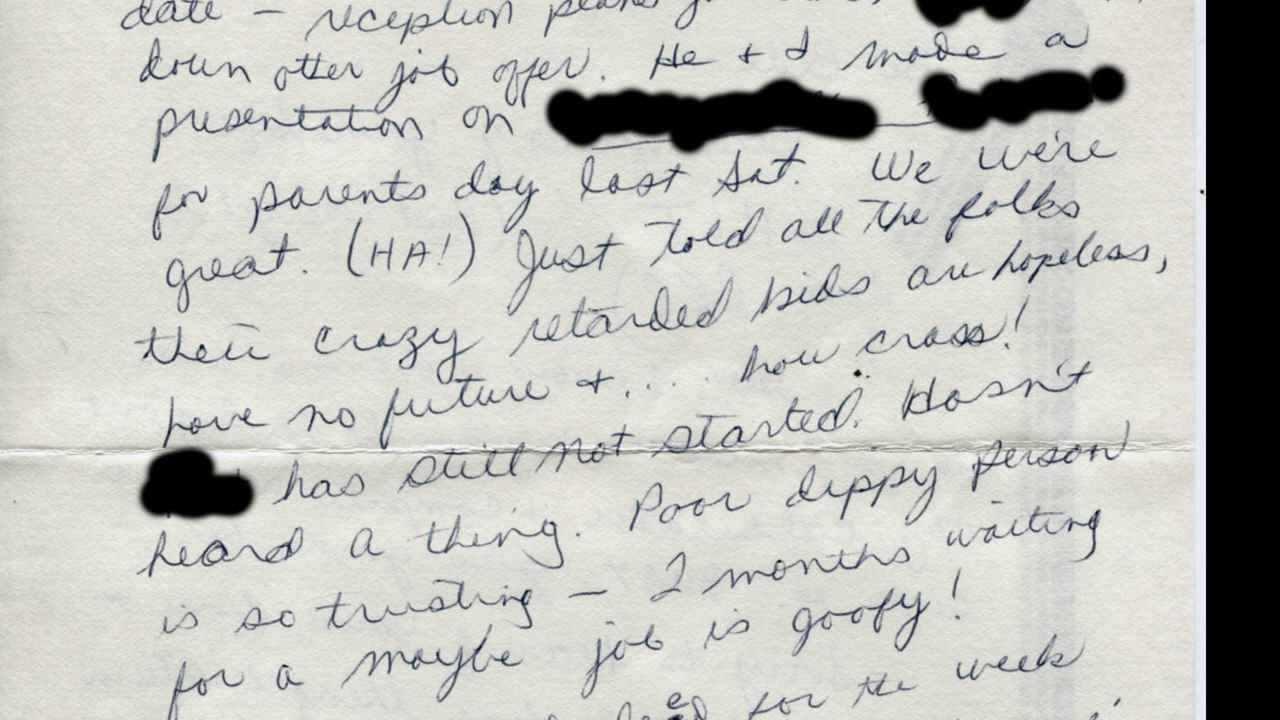 date — reception
down other job offer. He + I made a
presentation on
for parents day last Sat. We we're
great. (HA!) Just told all the folks
their crazy retarded kids are hopeless,
have no future + . . . . how crass!
has still not started. Hasn't
heard a thing. Poor dippy person
is so trusting — 2 months waiting
for a maybe job is goofy!
for the week